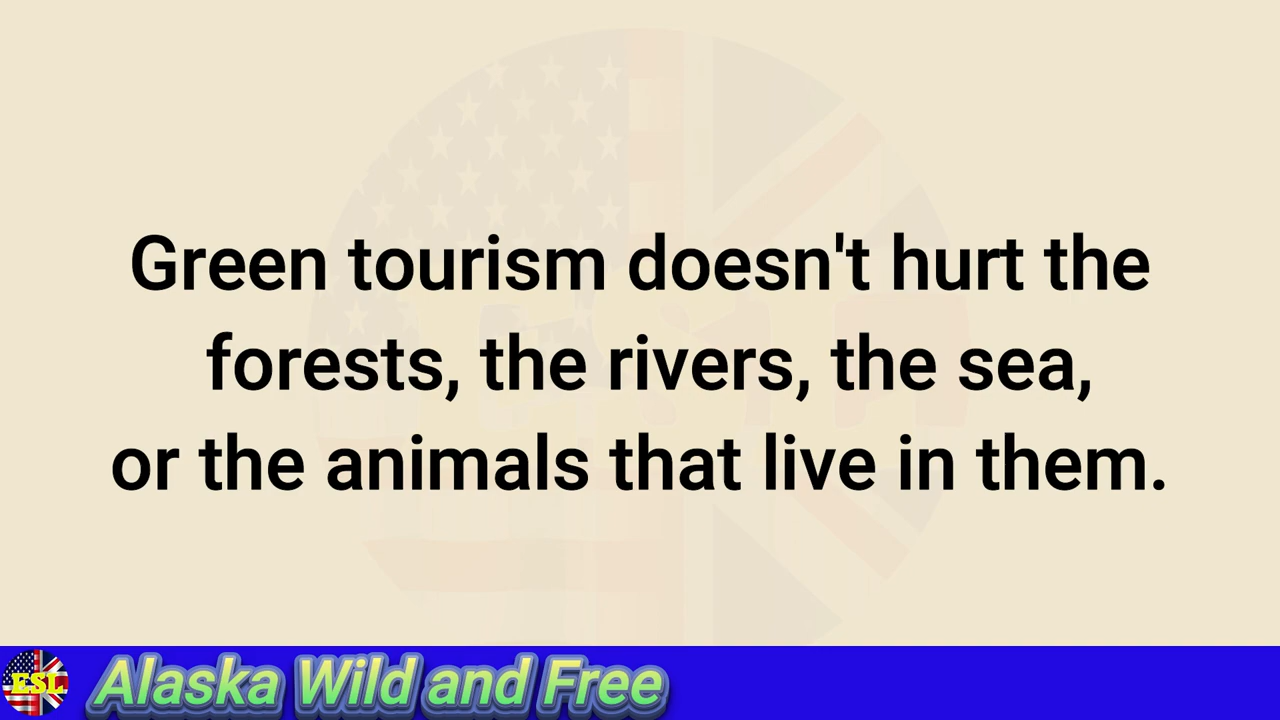 Green tourism doesn't hurt the
forests, the rivers, the sea,
or the animals that live in them.
ESL
Alaska Wild and Free